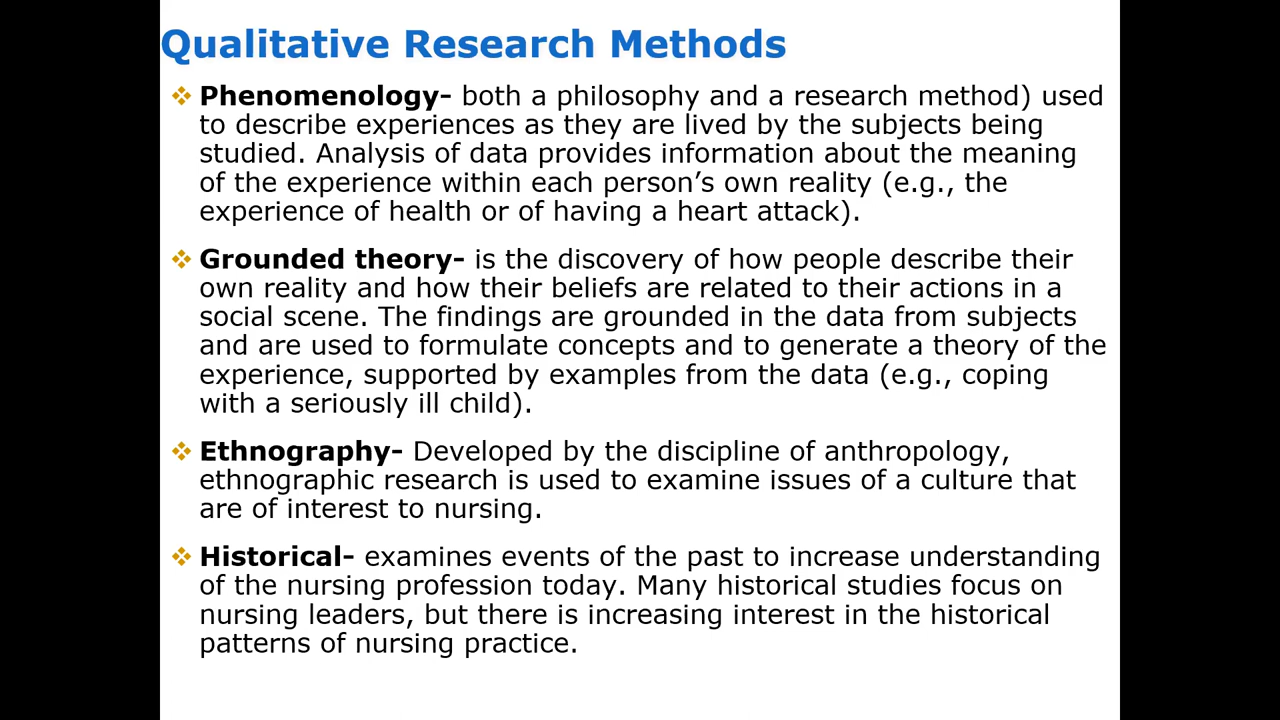 Qualitative Research Methods
❖ Phenomenology- both a philosophy and a research method) used
to describe experiences as they are lived by the subjects being
studied. Analysis of data provides information about the meaning
of the experience within each person’s own reality (e.g., the
experience of health or of having a heart attack).
❖ Grounded theory- is the discovery of how people describe their
own reality and how their beliefs are related to their actions in a
social scene. The findings are grounded in the data from subjects
and are used to formulate concepts and to generate a theory of the
experience, supported by examples from the data (e.g., coping
with a seriously ill child).
❖ Ethnography- Developed by the discipline of anthropology,
ethnographic research is used to examine issues of a culture that
are of interest to nursing.
❖ Historical- examines events of the past to increase understanding
of the nursing profession today. Many historical studies focus on
nursing leaders, but there is increasing interest in the historical
patterns of nursing practice.